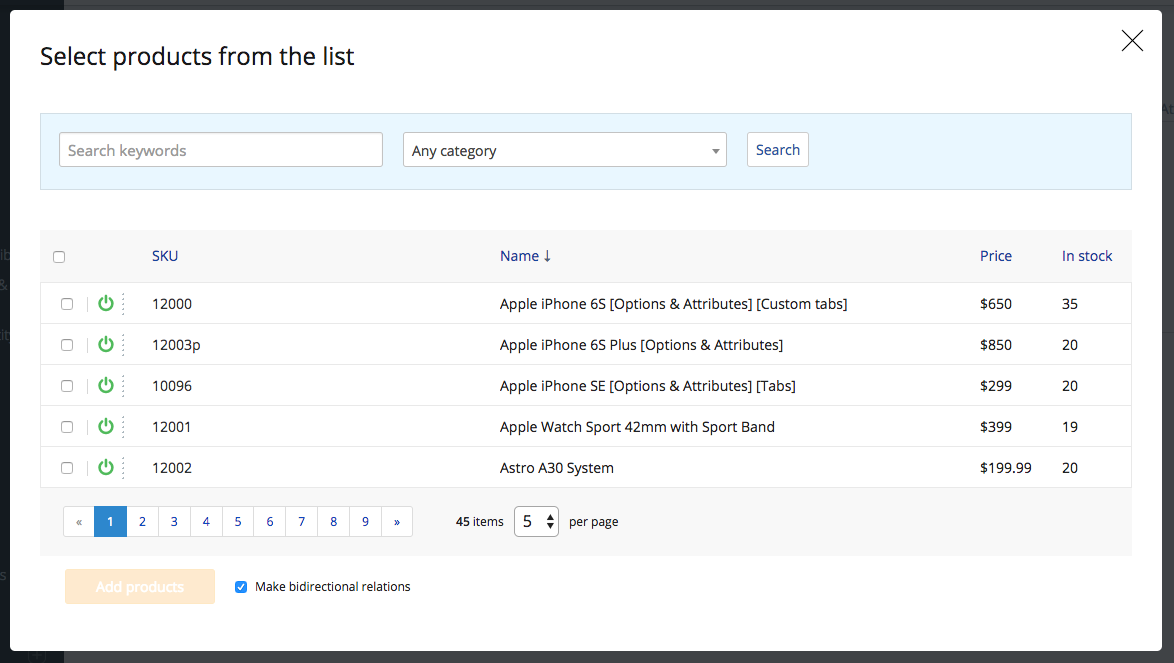 Select products from the list
Search keywords
Any category
Search
SKU Name ↓ Price In stock
12000 Apple iPhone 6S [Options & Attributes] [Custom tabs] $650 35
12003p Apple iPhone 6S Plus [Options & Attributes] $850 20
10096 Apple iPhone SE [Options & Attributes] [Tabs] $299 20
12001 Apple Watch Sport 42mm with Sport Band $399 19
12002 Astro A30 System $199.99 20
« 1 2 3 4 5 6 7 8 9 » 45 items 5 per page
Add products Make bidirectional relations